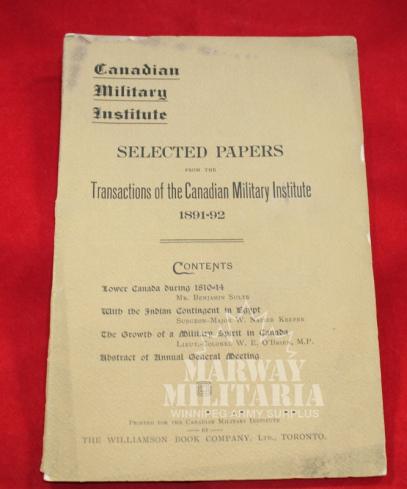 Canadian
Military
Institute
SELECTED PAPERS
FROM THE
Transactions of the Canadian Military Institute
1891-92
CONTENTS
Lower Canada during 1810-14
Mr. Benjamin Sulte
With the Indian Contingent in Egypt
Surgeon-Major W. Napier Keefer
The Growth of a Military Spirit in Canada
Lieut.-Colonel W. E. O'Brien, M.P.
Abstract of Annual General Meeting
MARWAY
MILITARIA
WINNIPEG ARMY SURPLUS
Printed for the Canadian Military Institute
BY
THE WILLIAMSON BOOK COMPANY, Ltd., TORONTO.